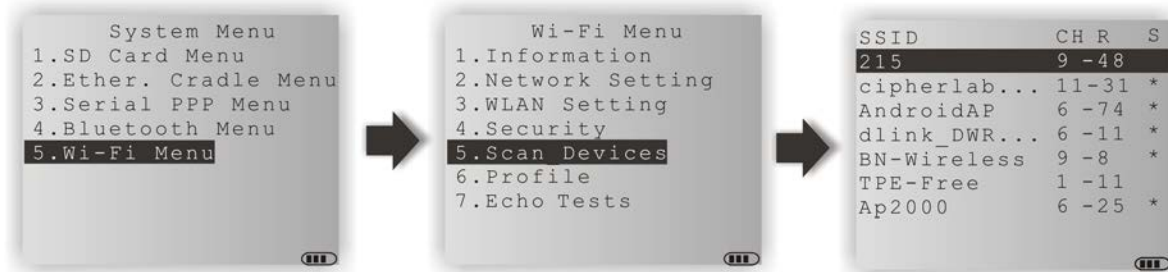 System Menu
1.SD Card Menu
2.Ether. Cradle Menu
3.Serial PPP Menu
4.Bluetooth Menu
5.Wi-Fi Menu
Wi-Fi Menu
1.Information
2.Network Setting
3.WLAN Setting
4.Security
5.Scan Devices
6.Profile
7.Echo Tests
SSID CH R S
215 9 -48
cipherlab... 11-31 *
AndroidAP 6 -74 *
dlink_DWR... 6 -11 *
BN-Wireless 9 -8 *
TPE-Free 1 -11
Ap2000 6 -25 *